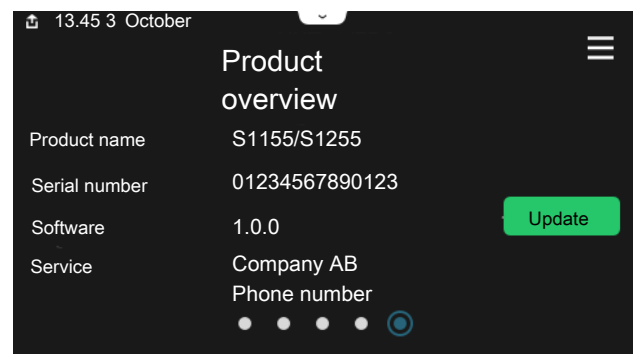 13.45 3 October
Product
overview
Product name S1155/S1255
Serial number 01234567890123
Software 1.0.0 Update
Service Company AB
Phone number